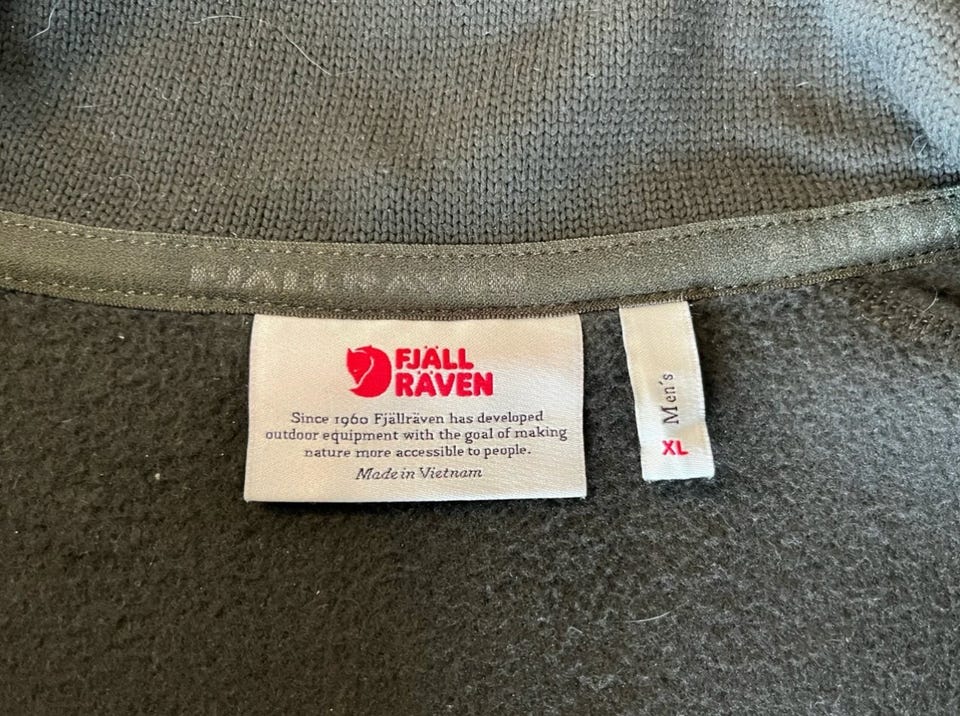 FJÄLLRÄVEN
FJÄLL
RÄVEN
Since 1960 Fjällräven has developed
outdoor equipment with the goal of making
nature more accessible to people.
Made in Vietnam
Men's
XL